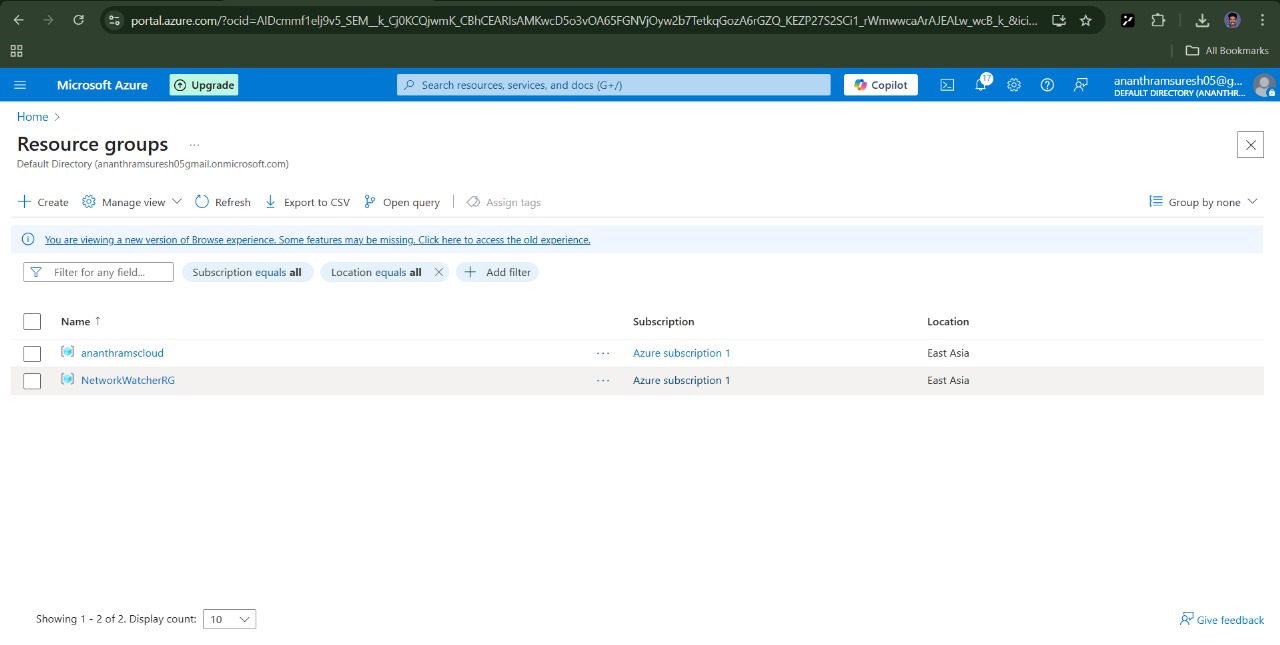 portal.azure.com/?ocid=AIDcmmf1elj9v5_SEM__k_Cj0KCQjwmK_CBhCEARIsAMKwcD5o3vOA65FGNVjOyw2b7TetkqGozA6rGZQ_KEZP27S2SCi1_rWmwwcaArAJEALw_wcB_k_&ici...
All Bookmarks
Microsoft Azure
Upgrade
Search resources, services, and docs (G+/)
Copilot
17
ananthramsuresh05@g...
DEFAULT DIRECTORY (ANANTHR...
Home >
Resource groups ...
Default Directory (ananthramsuresh05gmail.onmicrosoft.com)
Create Manage view Refresh Export to CSV Open query Assign tags Group by none
You are viewing a new version of Browse experience. Some features may be missing. Click here to access the old experience.
Filter for any field... Subscription equals all Location equals all Add filter
Name ↑ Subscription Location
ananthramscloud ... Azure subscription 1 East Asia
NetworkWatcherRG ... Azure subscription 1 East Asia
Showing 1 - 2 of 2. Display count: 10
Give feedback